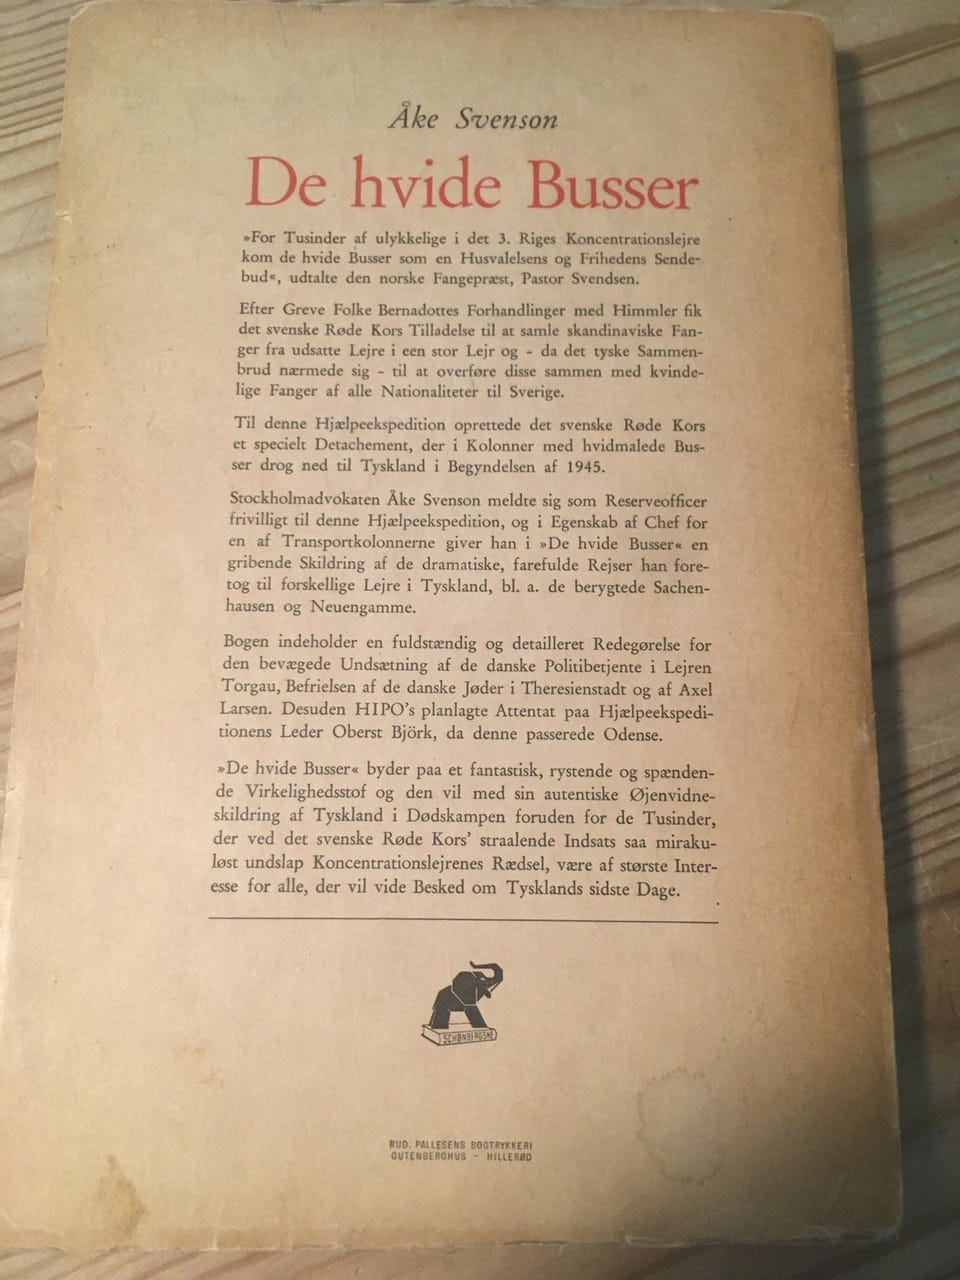 Åke Svenson
De hvide Busser
»For Tusinder af ulykkelige i det 3. Riges Koncentrationslejre
kom de hvide Busser som en Husvalelsens og Frihedens Sende-
bud«, udtalte den norske Fangepræst, Pastor Svendsen.
Efter Greve Folke Bernadottes Forhandlinger med Himmler fik
det svenske Røde Kors Tilladelse til at samle skandinaviske Fan-
ger fra udsatte Lejre i een stor Lejr og - da det tyske Sammen-
brud nærmede sig - til at overføre disse sammen med kvinde-
lige Fanger af alle Nationaliteter til Sverige.
Til denne Hjælpeekspedition oprettede det svenske Røde Kors
et specielt Detachement, der i Kolonner med hvidmalede Bus-
ser drog ned til Tyskland i Begyndelsen af 1945.
Stockholmadvokaten Åke Svenson meldte sig som Reserveofficer
frivilligt til denne Hjælpeekspedition, og i Egenskab af Chef for
en af Transportkolonnerne giver han i »De hvide Busser« en
gribende Skildring af de dramatiske, farefulde Rejser han fore-
tog til forskellige Lejre i Tyskland, bl. a. de berygtede Sachen-
hausen og Neuengamme.
Bogen indeholder en fuldstændig og detailleret Redegørelse for
den bevægede Undsætning af de danske Politibetjente i Lejren
Torgau, Befrielsen af de danske Jøder i Theresienstadt og af Axel
Larsen. Desuden HIPO's planlagte Attentat paa Hjælpeekspedi-
tionens Leder Oberst Björk, da denne passerede Odense.
»De hvide Busser« byder paa et fantastisk, rystende og spænden-
de Virkelighedsstof og den vil med sin autentiske Øjenvidne-
skildring af Tyskland i Dødskampen foruden for de Tusinder,
der ved det svenske Røde Kors' straalende Indsats saa miraku-
løst undslap Koncentrationslejrenes Rædsel, være af største Inter-
esse for alle, der vil vide Besked om Tysklands sidste Dage.
SCHØNBERGSKE
RUD. PALLESENS BOGTRYKKERI
GUTENBERGHUS - HILLERØD